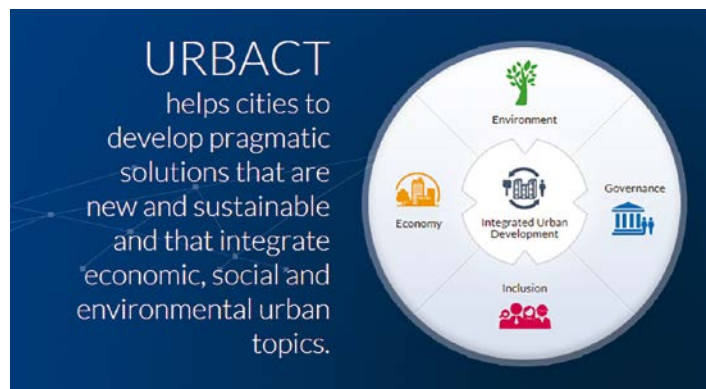 URBACT
helps cities to
develop pragmatic
solutions that are
new and sustainable
and that integrate
economic, social and
environmental urban
topics.
Environment
Governance
Economy
Integrated Urban
Development
Inclusion